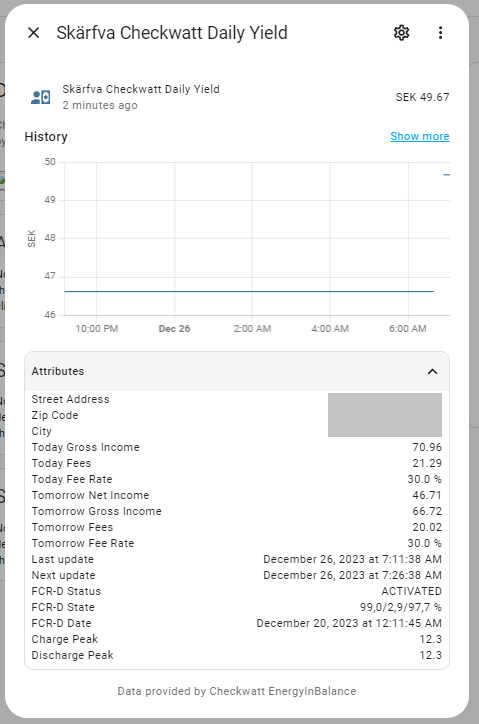 Skärfva Checkwatt Daily Yield
Skärfva Checkwatt Daily Yield
2 minutes ago
SEK 49.67
History
Show more
50
49
48
47
46
SEK
10:00 PM
Dec 26
2:00 AM
4:00 AM
6:00 AM
Attributes
Street Address
Zip Code
City
Today Gross Income 70.96
Today Fees 21.29
Today Fee Rate 30.0 %
Tomorrow Net Income 46.71
Tomorrow Gross Income 66.72
Tomorrow Fees 20.02
Tomorrow Fee Rate 30.0 %
Last update December 26, 2023 at 7:11:38 AM
Next update December 26, 2023 at 7:26:38 AM
FCR-D Status ACTIVATED
FCR-D State 99,0/2,9/97,7 %
FCR-D Date December 20, 2023 at 12:11:45 AM
Charge Peak 12.3
Discharge Peak 12.3
Data provided by Checkwatt EnergyInBalance